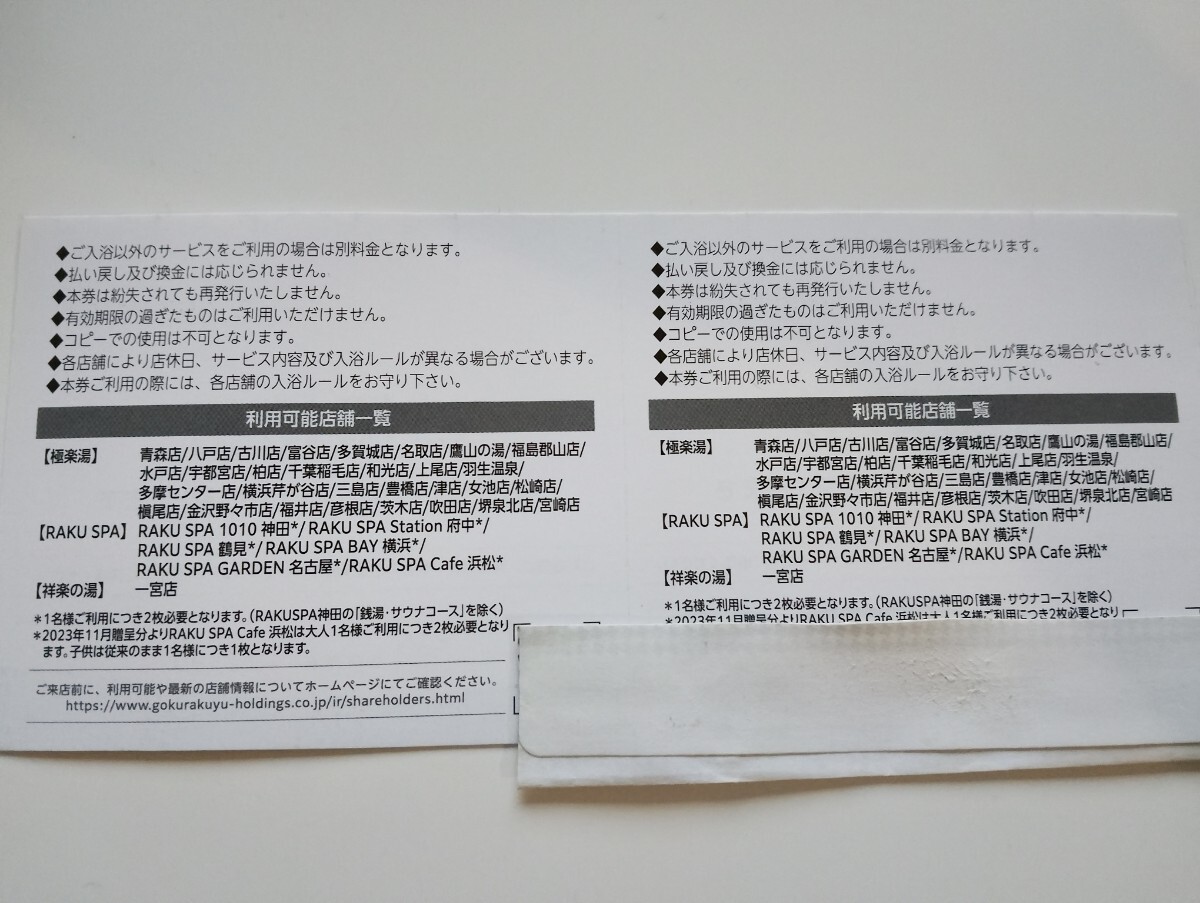 ◆ご入浴以外のサービスをご利用の場合は別料金となります。
◆払い戻し及び換金には応じられません。
◆本券は紛失されても再発行いたしません。
◆有効期限の過ぎたものはご利用いただけません。
◆コピーでの使用は不可となります。
◆各店舗により店休日、サービス内容及び入浴ルールが異なる場合がございます。
◆本券ご利用の際には、各店舗の入浴ルールをお守り下さい。
利用可能店舗一覧
【極楽湯】 青森店/八戸店/古川店/富谷店/多賀城店/名取店/鷹山の湯/福島郡山店/
水戸店/宇都宮店/柏店/千葉稲毛店/和光店/上尾店/羽生温泉/
多摩センター店/横浜芹が谷店/三島店/豊橋店/津店/女池店/松崎店/
槇尾店/金沢野々市店/福井店/彦根店/茨木店/吹田店/堺泉北店/宮崎店
【RAKU SPA】 RAKU SPA 1010 神田*/ RAKU SPA Station 府中*/
RAKU SPA 鶴見*/ RAKU SPA BAY 横浜*/
RAKU SPA GARDEN 名古屋*/RAKU SPA Cafe 浜松*
【祥楽の湯】 一宮店
*1名様ご利用につき2枚必要となります。(RAKUSPA神田の「銭湯・サウナコース」を除く)
*2023年11月贈呈分よりRAKU SPA Cafe 浜松は大人1名様ご利用につき2枚必要となり
ます。子供は従来のまま1名様につき1枚となります。
ご来店前に、利用可能や最新の店舗情報についてホームページにてご確認ください。
https://www.gokurakuyu-holdings.co.jp/ir/shareholders.html
◆ご入浴以外のサービスをご利用の場合は別料金となります。
◆払い戻し及び換金には応じられません。
◆本券は紛失されても再発行いたしません。
◆有効期限の過ぎたものはご利用いただけません。
◆コピーでの使用は不可となります。
◆各店舗により店休日、サービス内容及び入浴ルールが異なる場合がございます。
◆本券ご利用の際には、各店舗の入浴ルールをお守り下さい。
利用可能店舗一覧
【極楽湯】 青森店/八戸店/古川店/富谷店/多賀城店/名取店/鷹山の湯/福島郡山店/
水戸店/宇都宮店/柏店/千葉稲毛店/和光店/上尾店/羽生温泉/
多摩センター店/横浜芹が谷店/三島店/豊橋店/津店/女池店/松崎店/
槇尾店/金沢野々市店/福井店/彦根店/茨木店/吹田店/堺泉北店/宮崎店
【RAKU SPA】 RAKU SPA 1010 神田*/ RAKU SPA Station 府中*/
RAKU SPA 鶴見*/ RAKU SPA BAY 横浜*/
RAKU SPA GARDEN 名古屋*/RAKU SPA Cafe 浜松*
【祥楽の湯】 一宮店
*1名様ご利用につき2枚必要となります。(RAKUSPA神田の「銭湯・サウナコース」を除く)
*2023年11月贈呈分よりRAKU SPA Cafe 浜松は大人1名様ご利用につき2枚必要となり